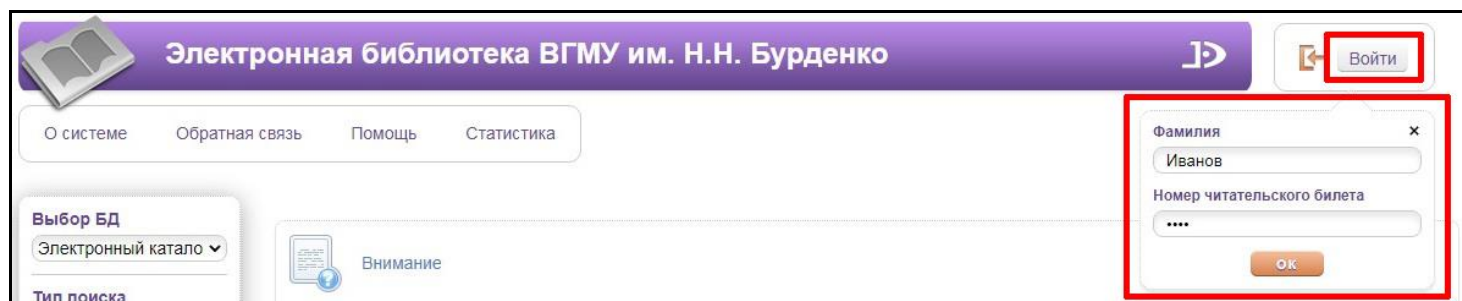 Электронная библиотека ВГМУ им. Н.Н. Бурденко
Войти
О системе Обратная связь Помощь Статистика
Фамилия ×
Иванов
Номер читательского билета
••••
ОК
Выбор БД
Электронный катало
Внимание
Тип поиска